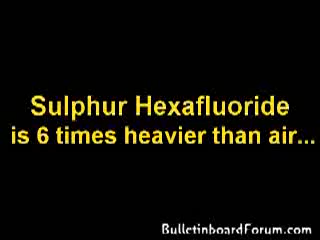 Sulphur Hexafluoride
is 6 times heavier than air...
BulletinboardForum.com